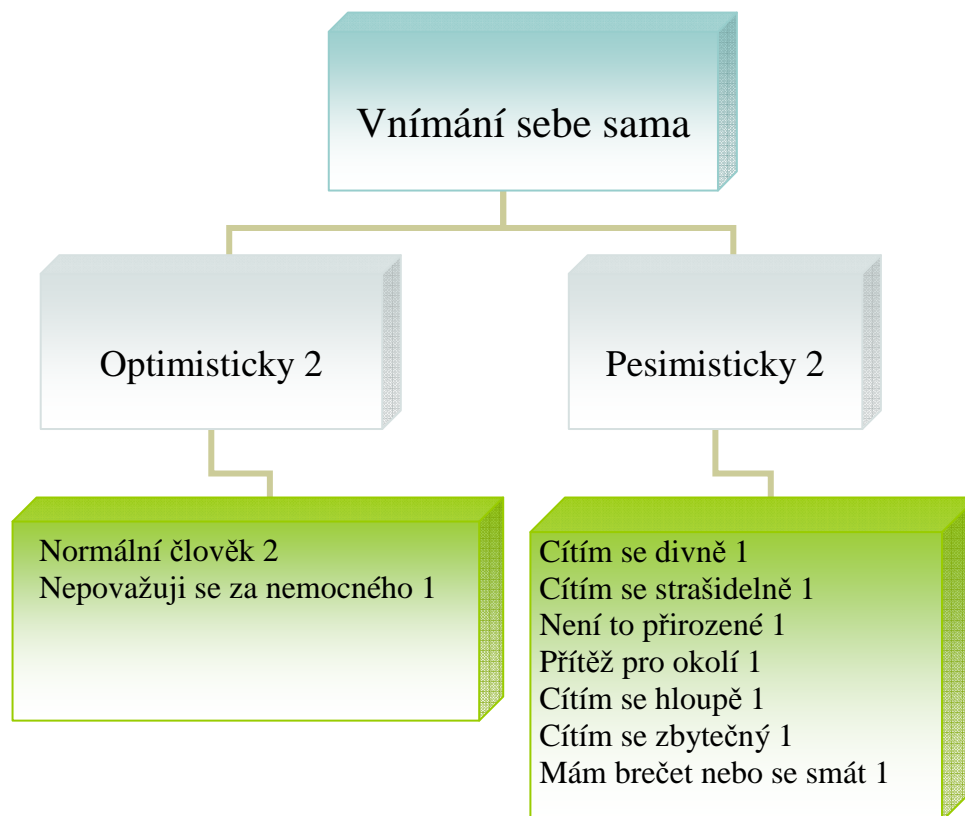 Vnímání sebe sama
Optimisticky 2
Pesimisticky 2
Normální člověk 2
Nepovažuji se za nemocného 1
Cítím se divně 1
Cítím se strašidelně 1
Není to přirozené 1
Přítěž pro okolí 1
Cítím se hloupě 1
Cítím se zbytečný 1
Mám brečet nebo se smát 1